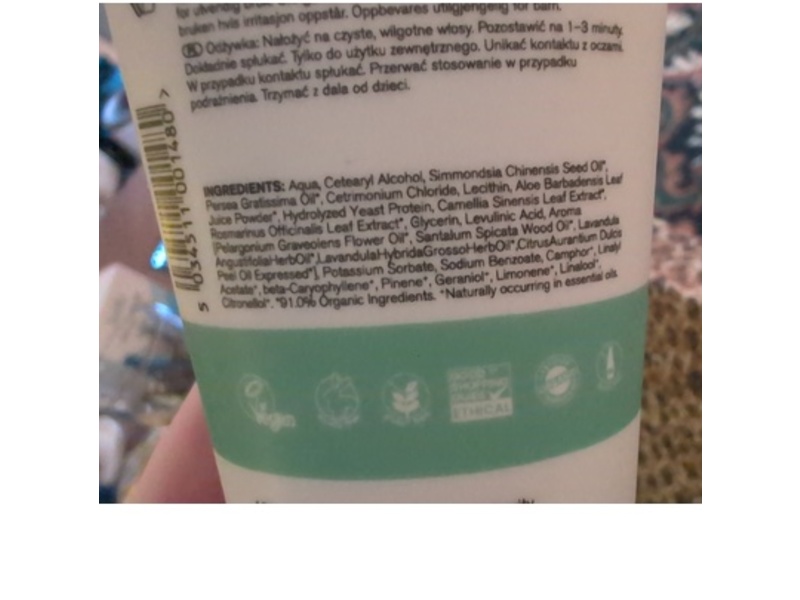 bruken hvis irritasjon oppstår. Oppbevares utilgjengelig for barn.
PL Odżywka: Nałożyć na czyste, wilgotne włosy. Pozostawić na 1-3 minuty.
Dokładnie spłukać. Tylko do użytku zewnętrznego. Unikać kontaktu z oczami.
W przypadku kontaktu spłukać. Przerwać stosowanie w przypadku
podrażnienia. Trzymać z dala od dzieci.
INGREDIENTS: Aqua, Cetearyl Alcohol, Simmondsia Chinensis Seed Oil*,
Persea Gratissima Oil*, Cetrimonium Chloride, Lecithin, Aloe Barbadensis Leaf
Juice Powder*, Hydrolyzed Yeast Protein, Camellia Sinensis Leaf Extract*,
Rosmarinus Officinalis Leaf Extract*, Glycerin, Levulinic Acid, Aroma
[Pelargonium Graveolens Flower Oil*, Santalum Spicata Wood Oil*, Lavandula
AngustifoliaHerbOil*,LavandulaHybridaGrossoHerbOil*,CitrusAurantium Dulcis
Peel Oil Expressed*], Potassium Sorbate, Sodium Benzoate, Camphor⁺, Linalyl
Acetate⁺, beta-Caryophyllene⁺, Pinene⁺, Geraniol⁺, Limonene⁺, Linalool⁺,
Citronellol⁺. *91.0% Organic Ingredients. ⁺Naturally occurring in essential oils.
5 034511 001480 >
vegan
ETHICAL